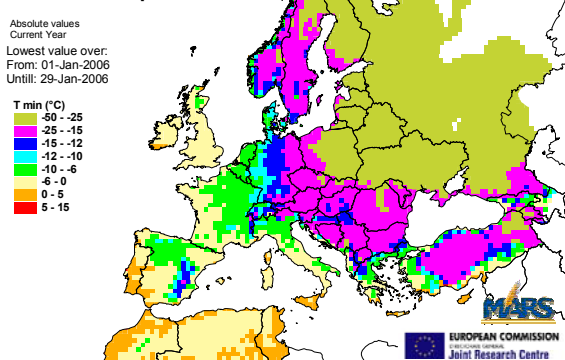 Absolute values
Current Year
Lowest value over:
From: 01-Jan-2006
Untill: 29-Jan-2006
T min (°C)
-50 - -25
-25 - -15
-15 - -12
-12 - -10
-10 - -6
-6 - 0
0 - 5
5 - 15
MARS
EUROPEAN COMMISSION
DIRECTORATE GENERAL
Joint Research Centre